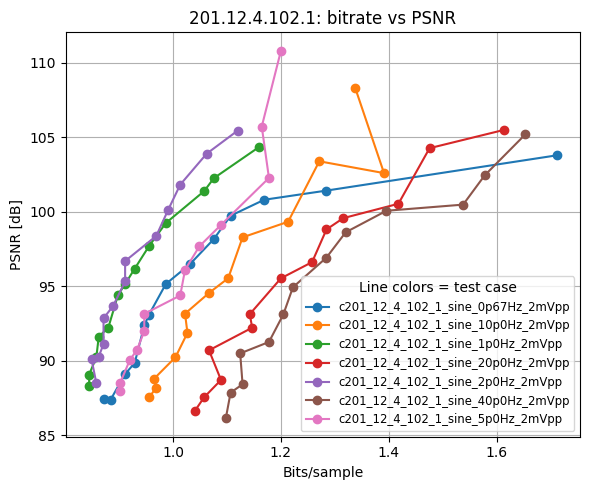 201.12.4.102.1: bitrate vs PSNR
PSNR [dB]
110
105
100
95
90
85
Line colors = test case
c201_12_4_102_1_sine_0p67Hz_2mVpp
c201_12_4_102_1_sine_10p0Hz_2mVpp
c201_12_4_102_1_sine_1p0Hz_2mVpp
c201_12_4_102_1_sine_20p0Hz_2mVpp
c201_12_4_102_1_sine_2p0Hz_2mVpp
c201_12_4_102_1_sine_40p0Hz_2mVpp
c201_12_4_102_1_sine_5p0Hz_2mVpp
1.0 1.2 1.4 1.6
Bits/sample